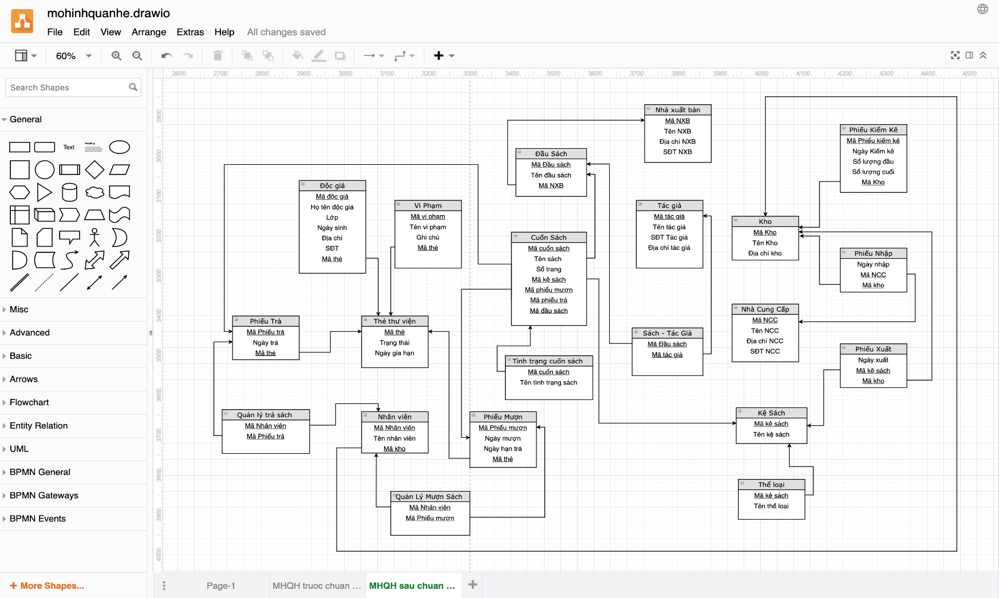 mohinhquanhe.drawio
File Edit View Arrange Extras Help All changes saved
60%
Search Shapes
General
Text
Heading
Misc
Advanced
Basic
Arrows
Flowchart
Entity Relation
UML
BPMN General
BPMN Gateways
BPMN Events
+ More Shapes...
2600 2700 2800 2900 3000 3100 3200 3300 3400 3500 3600 3700 3800 3900 4000 4100 4200 4300 4400 4500
2900
3000
3100
3200
3300
3400
3500
3600
3700
3800
3900
4000
Nhà xuất bản
Mã NXB
Tên NXB
Địa chỉ NXB
SĐT NXB
Phiếu Kiểm Kê
Mã Phiếu kiểm kê
Ngày Kiểm kê
Số lượng đầu
Số lượng cuối
Mã Kho
Đầu Sách
Mã Đầu sách
Tên đầu sách
Mã NXB
Độc giả
Mã độc giả
Họ tên độc giả
Lớp
Ngày sinh
Địa chỉ
SĐT
Mã thẻ
Vi Phạm
Mã vi phạm
Tên vi phạm
Ghi chú
Mã thẻ
Tác giả
Mã tác giả
Tên tác giả
SĐT Tác giả
Địa chỉ tác giả
Kho
Mã Kho
Tên Kho
Địa chỉ kho
Cuốn Sách
Mã cuốn sách
Tên sách
Số trang
Mã kệ sách
Mã phiếu mượn
Mã phiếu trả
Mã đầu sách
Phiếu Nhập
Ngày nhập
Mã NCC
Mã kho
Nhà Cung Cấp
Mã NCC
Tên NCC
Địa chỉ NCC
SĐT NCC
Phiếu Trả
Mã Phiếu trả
Ngày trả
Mã thẻ
Thẻ thư viện
Mã thẻ
Trạng thái
Ngày gia hạn
Sách - Tác Giả
Mã Đầu sách
Mã tác giả
Phiếu Xuất
Ngày xuất
Mã kệ sách
Mã kho
Tình trạng cuốn sách
Mã cuốn sách
Tên tình trạng sách
Quản lý trả sách
Mã Nhân viên
Mã Phiếu trả
Nhân viên
Mã Nhân viên
Tên nhân viên
Mã kho
Phiếu Mượn
Mã Phiếu mượn
Ngày mượn
Ngày hạn trả
Mã thẻ
Kệ Sách
Mã kệ sách
Tên kệ sách
Thể loại
Mã kệ sách
Tên thể loại
Quản Lý Mượn Sách
Mã Nhân viên
Mã Phiếu mượn
Page-1 MHQH truoc chuan ... MHQH sau chuan ...